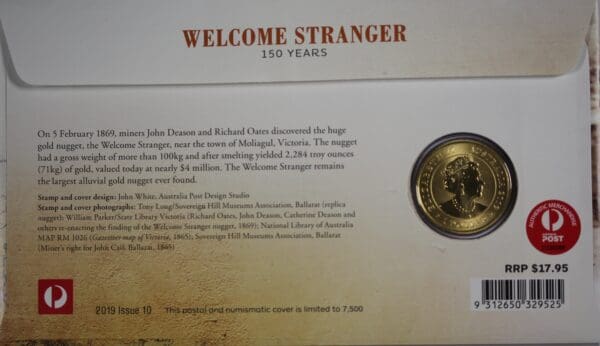 WELCOME STRANGER
150 YEARS
On 5 February 1869, miners John Deason and Richard Oates discovered the huge
gold nugget, the Welcome Stranger, near the town of Moliagul, Victoria. The nugget
had a gross weight of more than 100kg and after smelting yielded 2,284 troy ounces
(71kg) of gold, valued today at nearly $4 million. The Welcome Stranger remains
the largest alluvial gold nugget ever found.
Stamp and cover design: John White, Australia Post Design Studio
Stamp and cover photographs: Tony Lung/Sovereign Hill Museums Association, Ballarat (replica
nugget); William Parker/State Library Victoria (Richard Oates, John Deason, Catherine Deason and
others re-enacting the finding of the Welcome Stranger nugget, 1869); National Library of Australia
MAP RM 1026 (Gazetteer map of Victoria, 1865); Sovereign Hill Museums Association, Ballarat
(Miner's right for John Cail, Ballarat, 1865)
AUTHENTIC MERCHANDISE
POST
RRP $17.95
9 312650 329525
2019 Issue 10
This postal and numismatic cover is limited to 7,500